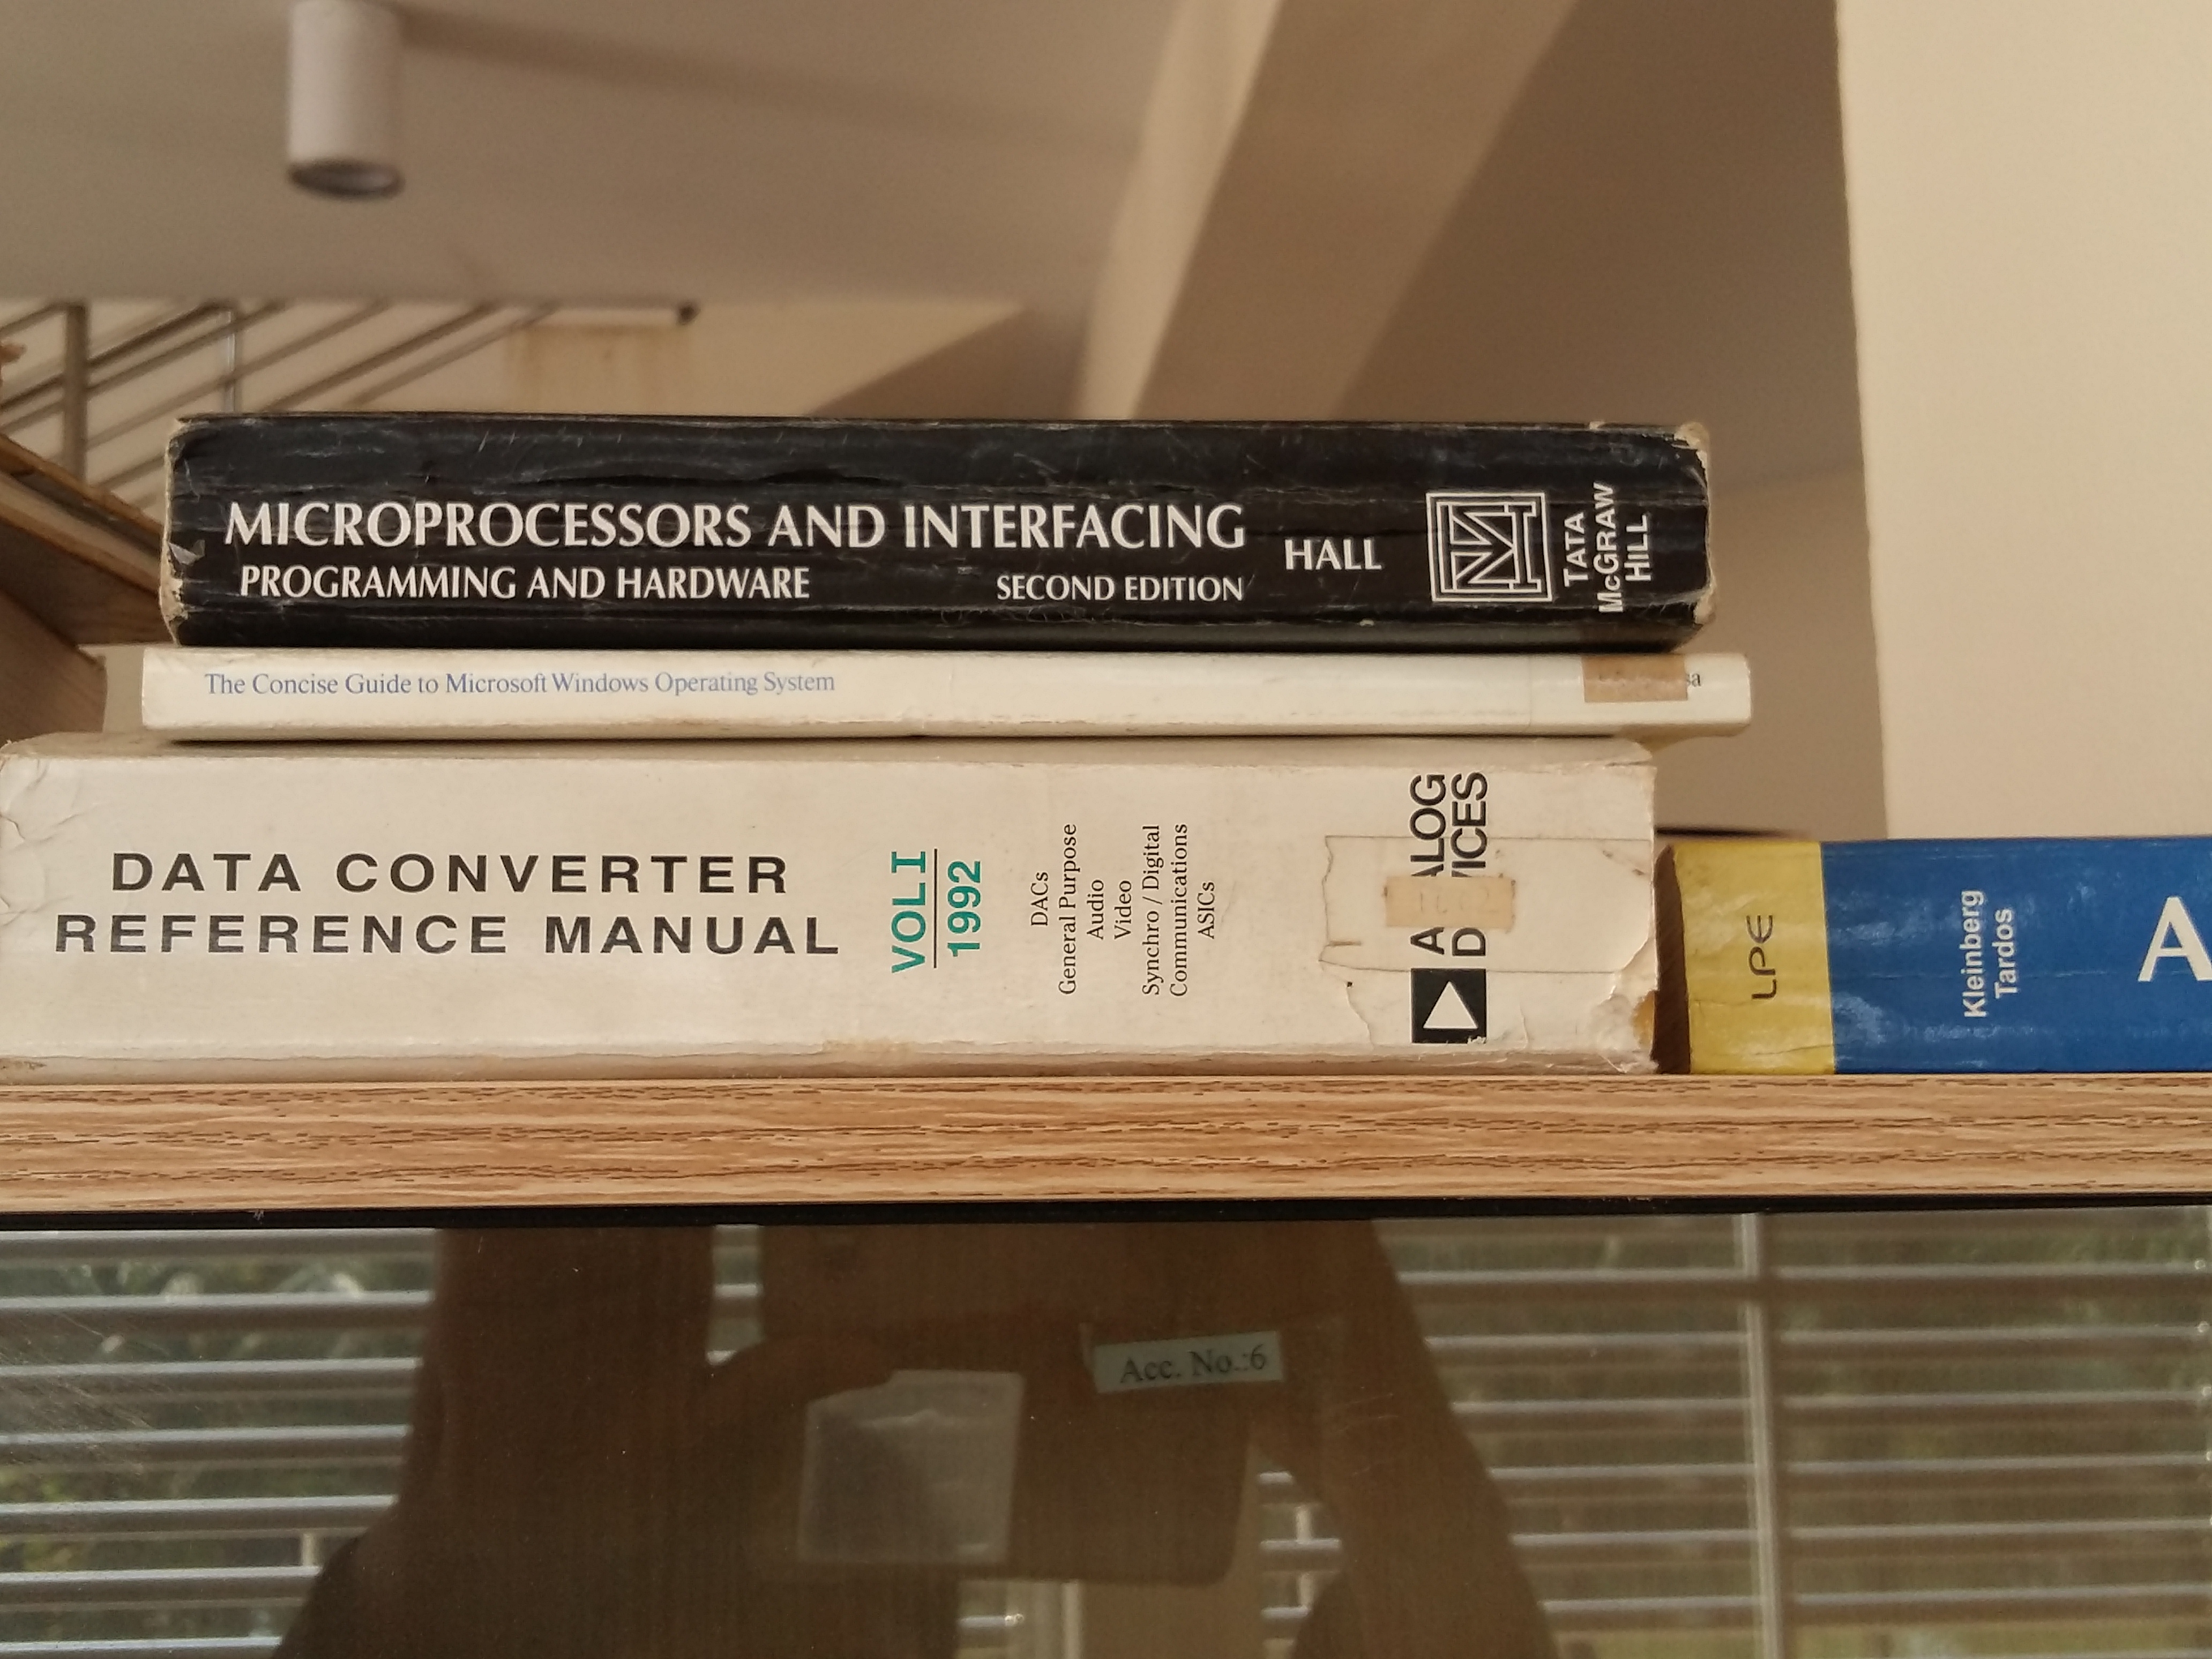 MICROPROCESSORS AND INTERFACING
PROGRAMMING AND HARDWARE
SECOND EDITION
HALL
TATA
McGRAW
HILL
The Concise Guide to Microsoft Windows Operating System
DATA CONVERTER
REFERENCE MANUAL
VOL I
1992
DACs
General Purpose
Audio
Video
Synchro / Digital
Communications
ASICs
A ALOG
D VICES
LPE
Kleinberg
Tardos
A
Acc. No.:6